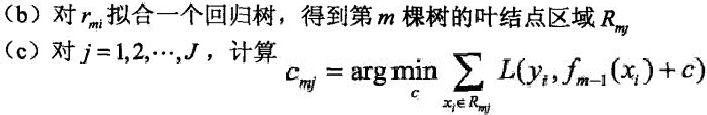 (b) 对 r_{mi} 拟合一个回归树，得到第 m 棵树的叶结点区域 R_{mj}
(c) 对 j = 1,2,⋯,J，计算 c_{mj} = arg min_{c} ∑_{x_i∈R_{mj}} L(y_i, f_{m−1}(x_i) + c)